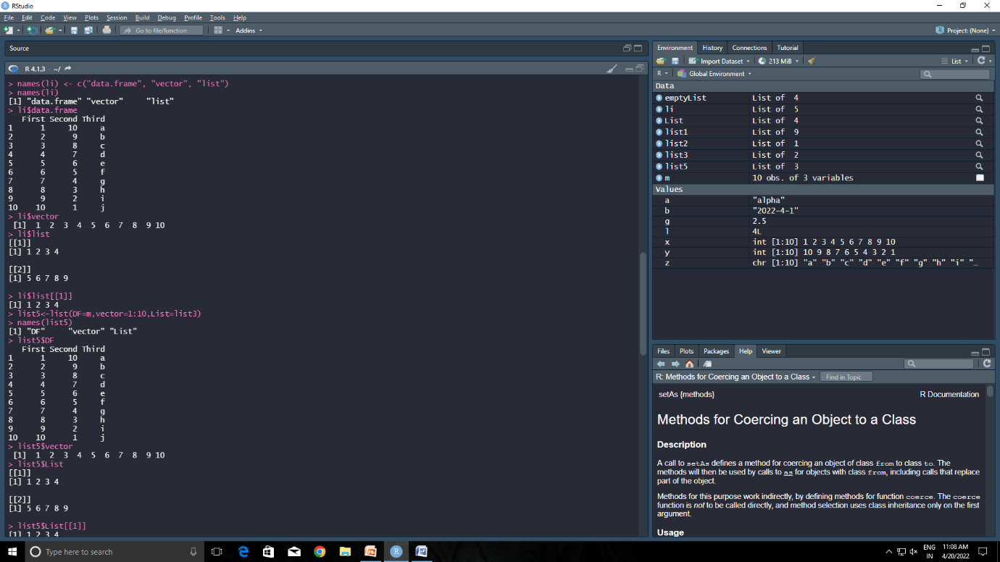 RStudio
File Edit Code View Plots Session Build Debug Profile Tools Help
Go to file/function Addins Project: (None)
Source
R 4.1.3 · ~/
> names(li) <- c("data.frame", "vector", "list")
> names(li)
[1] "data.frame" "vector"     "list"
> li$data.frame
   First Second Third
1      1     10     a
2      2      9     b
3      3      8     c
4      4      7     d
5      5      6     e
6      6      5     f
7      7      4     g
8      8      3     h
9      9      2     i
10    10      1     j
> li$vector
 [1]  1  2  3  4  5  6  7  8  9 10
> li$list
[[1]]
[1] 1 2 3 4
[[2]]
[1] 5 6 7 8 9
> li$list[[1]]
[1] 1 2 3 4
> list5<-list(DF=m,vector=1:10,List=list3)
> names(list5)
[1] "DF"     "vector" "List"
> list5$DF
   First Second Third
1      1     10     a
2      2      9     b
3      3      8     c
4      4      7     d
5      5      6     e
6      6      5     f
7      7      4     g
8      8      3     h
9      9      2     i
10    10      1     j
> list5$vector
 [1]  1  2  3  4  5  6  7  8  9 10
> list5$List
[[1]]
[1] 1 2 3 4
[[2]]
[1] 5 6 7 8 9
> list5$List[[1]]
[1] 1 2 3 4
Environment History Connections Tutorial
Import Dataset 213 MiB List
R Global Environment
Data
emptyList List of 4
li List of 5
List List of 4
list1 List of 9
list2 List of 1
list3 List of 2
list5 List of 3
m 10 obs. of 3 variables
Values
a "alpha"
b "2022-4-1"
g 2.5
l 4L
x int [1:10] 1 2 3 4 5 6 7 8 9 10
y int [1:10] 10 9 8 7 6 5 4 3 2 1
z chr [1:10] "a" "b" "c" "d" "e" "f" "g" "h" "i" "…
Files Plots Packages Help Viewer
R: Methods for Coercing an Object to a Class Find in Topic
setAs {methods} R Documentation
Methods for Coercing an Object to a Class
Description
A call to setAs defines a method for coercing an object of class from to class to. The
methods will then be used by calls to as for objects with class from, including calls that replace
part of the object.
Methods for this purpose work indirectly, by defining methods for function coerce. The coerce
function is not to be called directly, and method selection uses class inheritance only on the first
argument.
Usage
Type here to search
ENG 11:08 AM
IN 4/20/2022